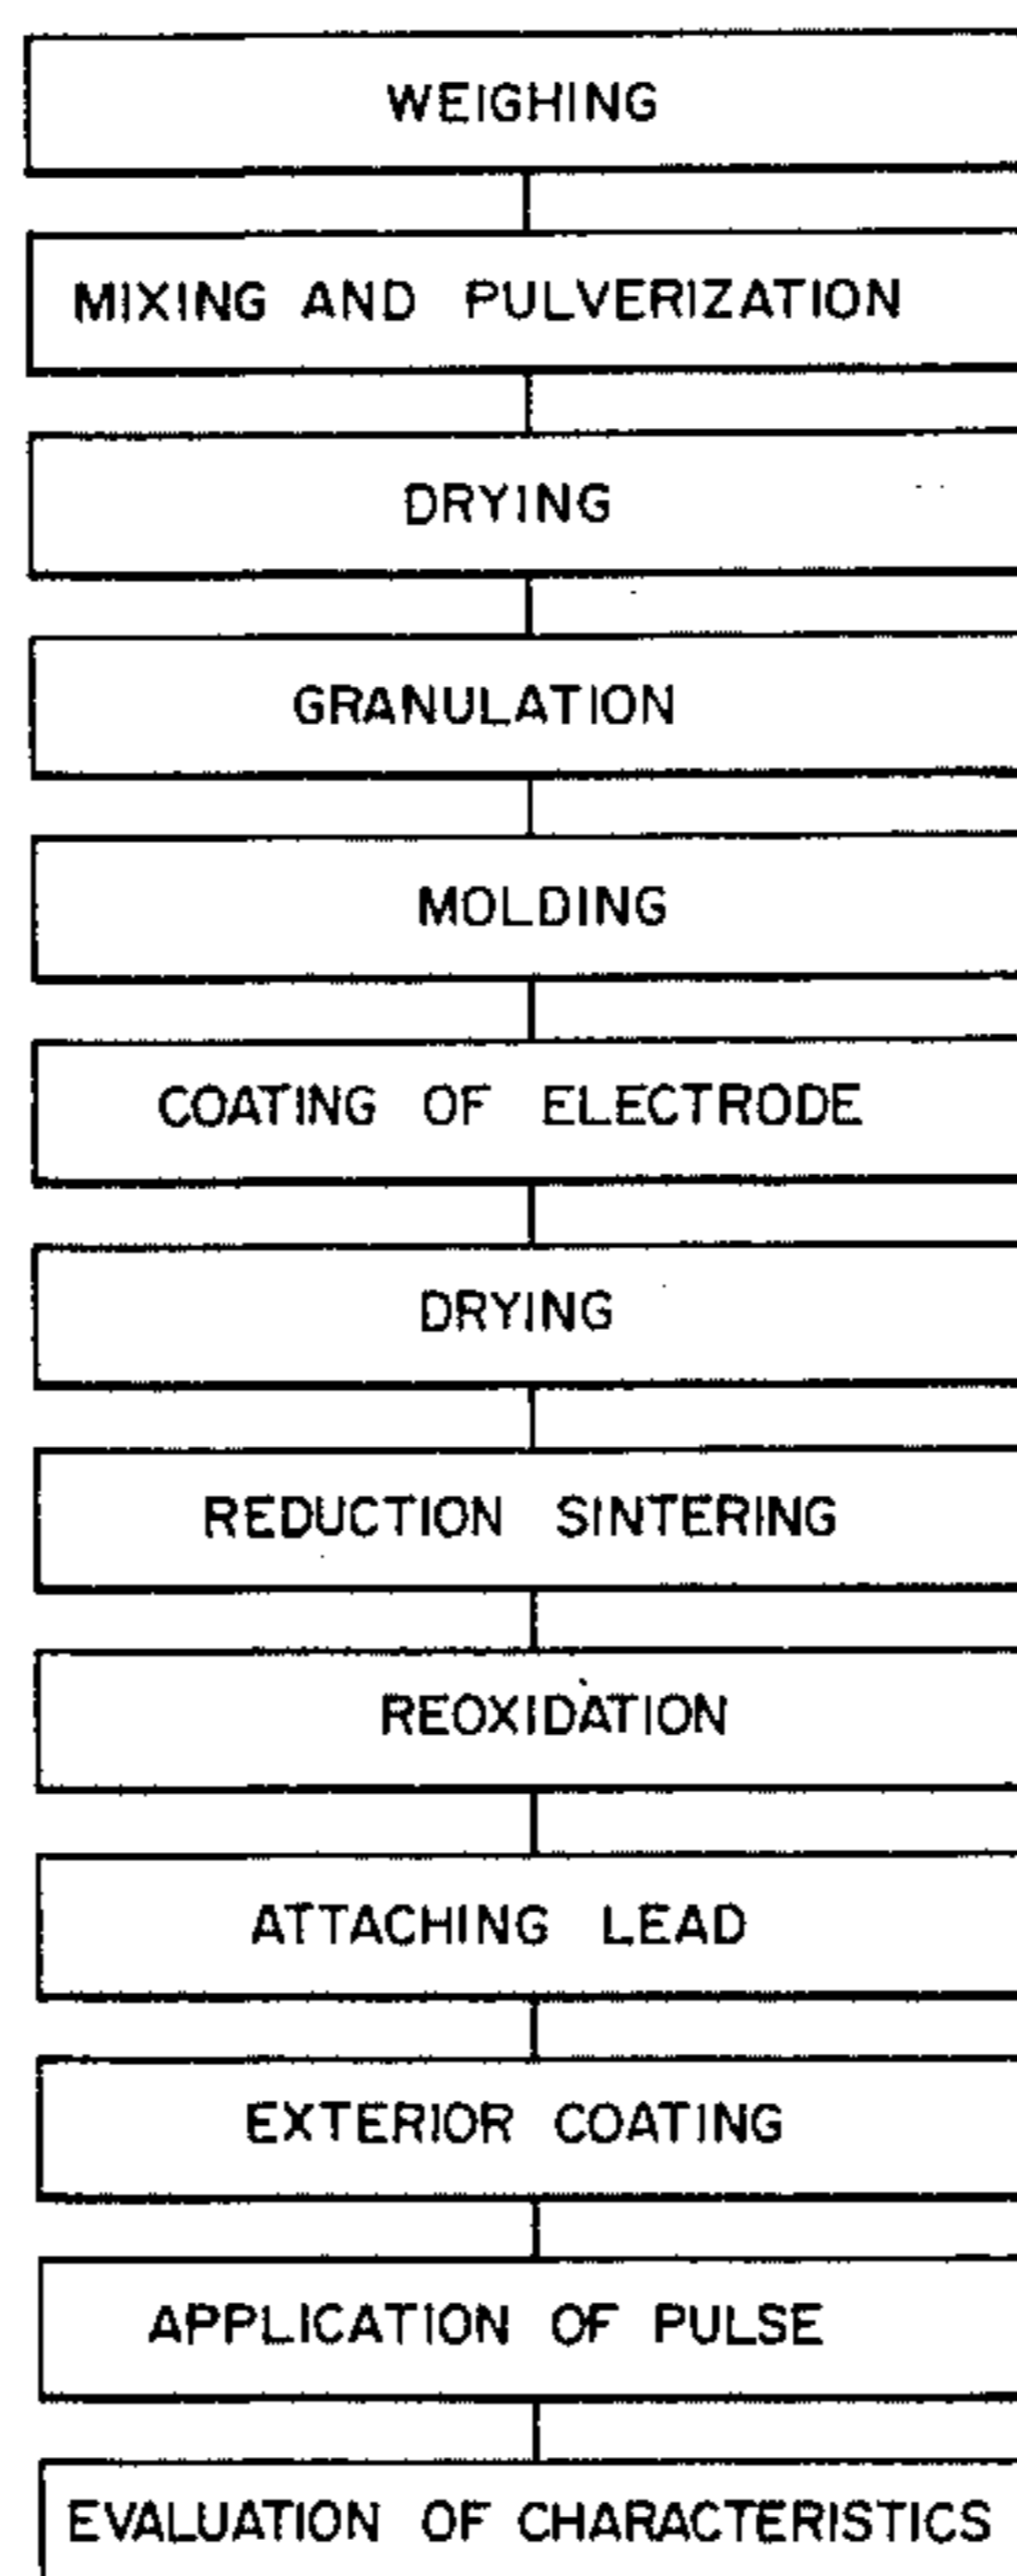 WEIGHING
MIXING AND PULVERIZATION
DRYING
GRANULATION
MOLDING
COATING OF ELECTRODE
DRYING
REDUCTION SINTERING
REOXIDATION
ATTACHING LEAD
EXTERIOR COATING
APPLICATION OF PULSE
EVALUATION OF CHARACTERISTICS